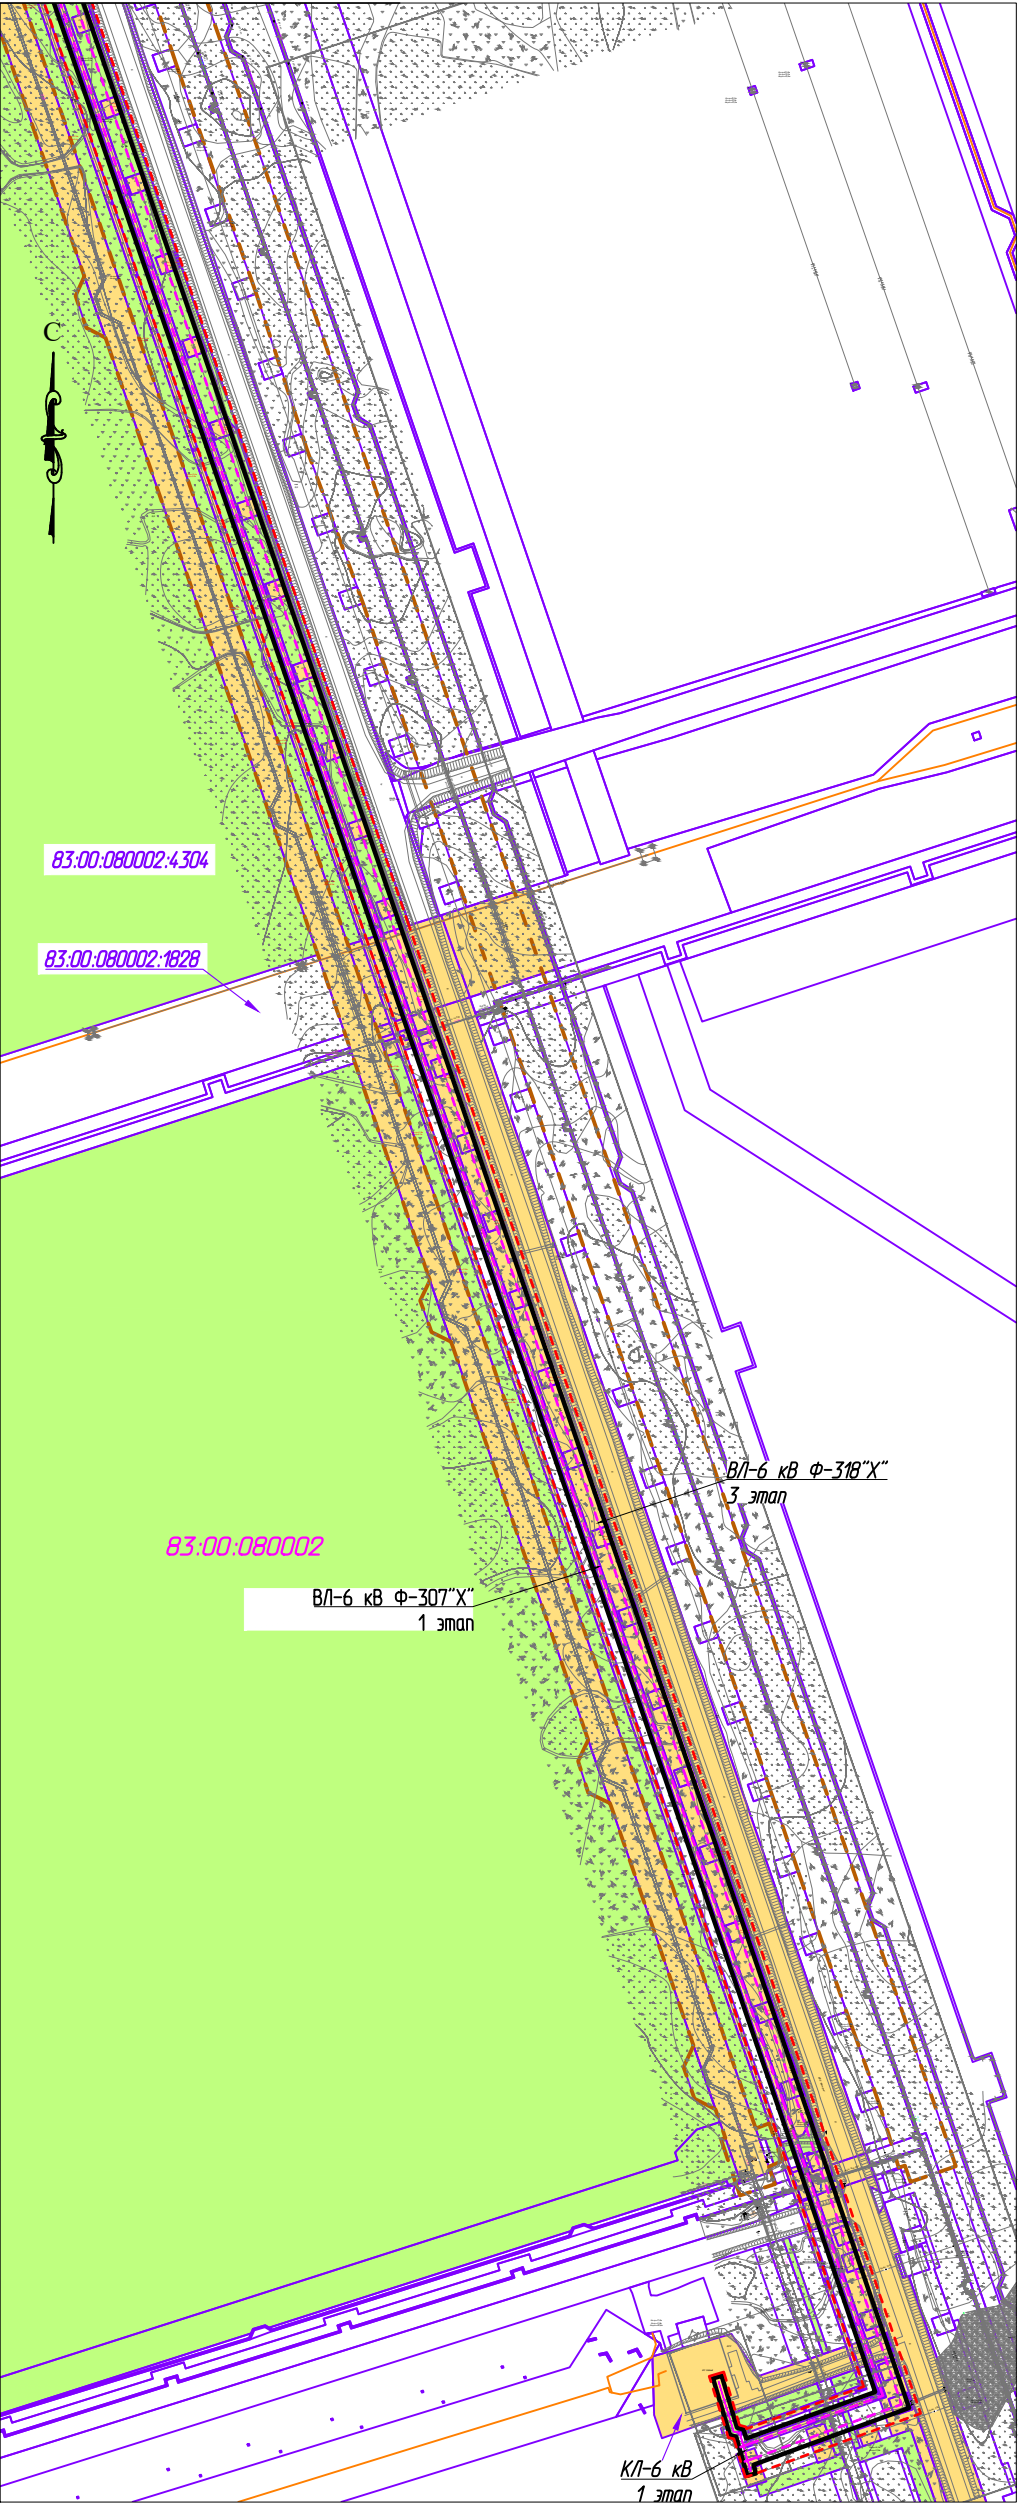 С
83:00:080002:4304
83:00:080002:1828
ВЛ-6 кВ Ф-318"Х"
3 этап
83:00:080002
ВЛ-6 кВ Ф-307"Х"
1 этап
КЛ-6 кВ
1 этап